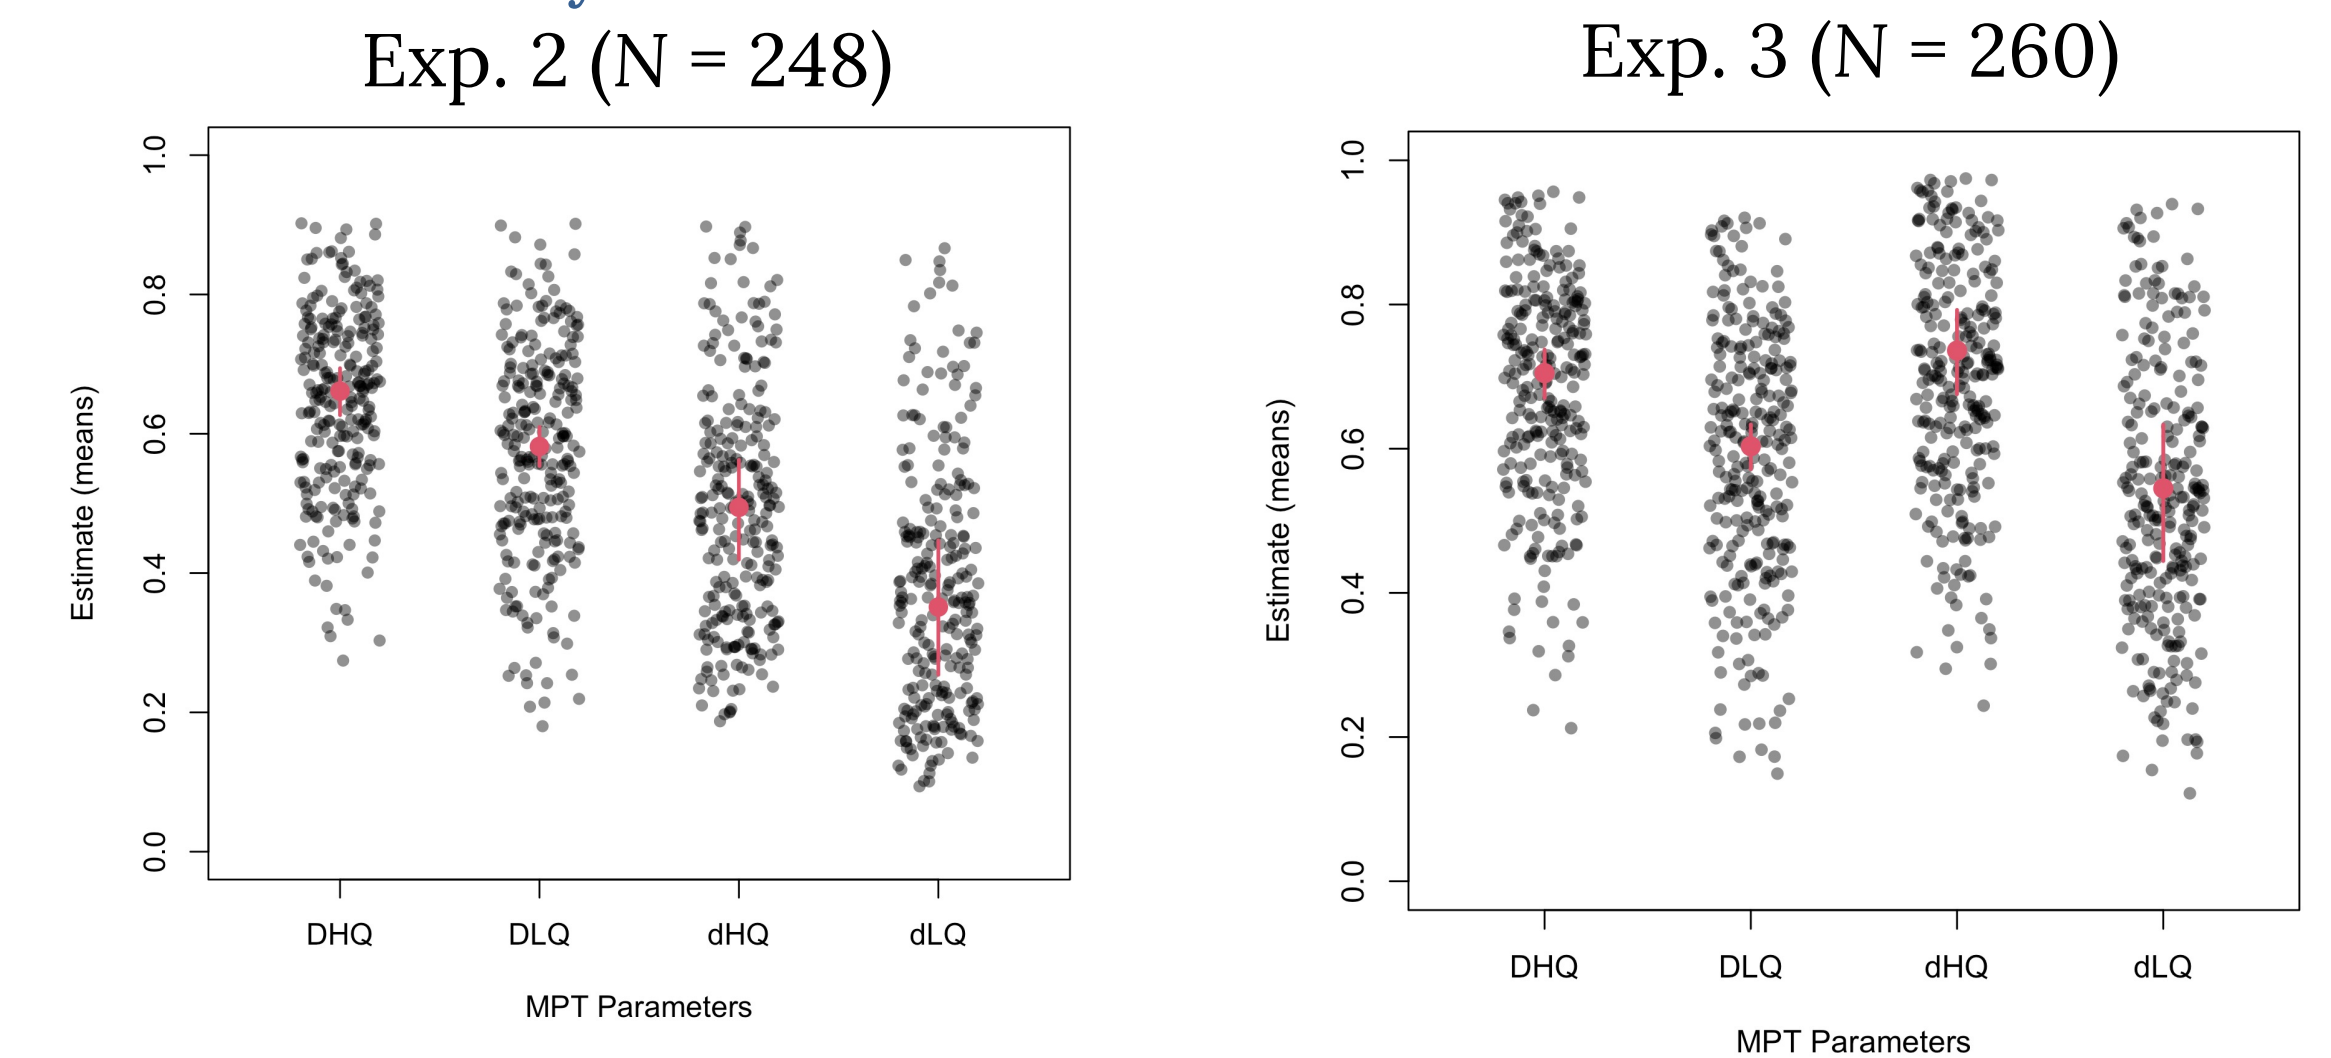 Exp. 2 (N = 248)
Estimate (means)
1.0
0.8
0.6
0.4
0.2
0.0
DHQ DLQ dHQ dLQ
MPT Parameters
Exp. 3 (N = 260)
Estimate (means)
1.0
0.8
0.6
0.4
0.2
0.0
DHQ DLQ dHQ dLQ
MPT Parameters